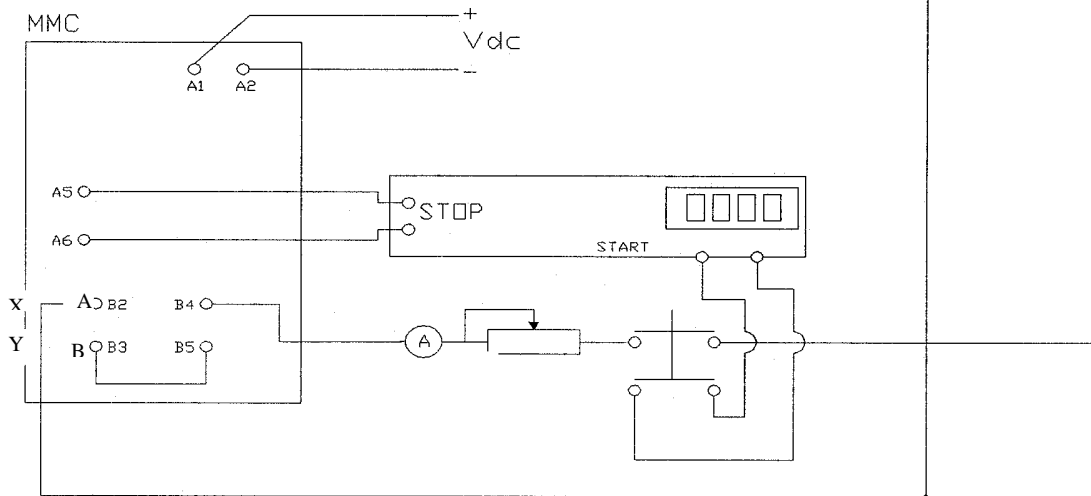 MMC
+
Vdc
-
A1 A2
A5
STOP
A6
START
X A B2 B4
Y B B3 B5
A